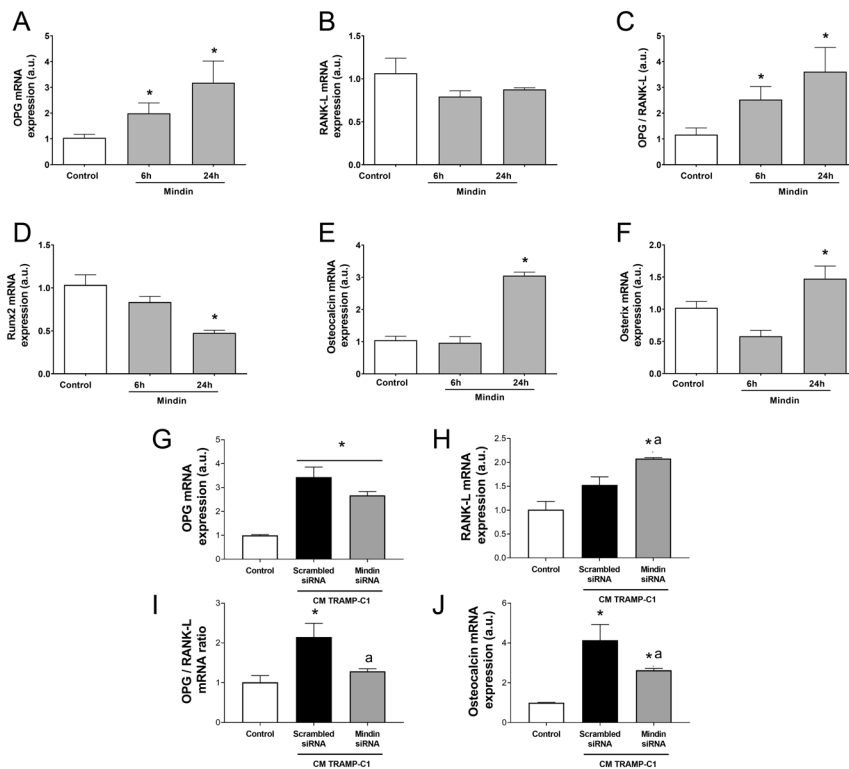 A
OPG mRNA
expression (a.u.)
5
4
3
2
1
0
*
*
Control
6h
24h
Mindin
B
RANK-L mRNA
expression (a.u.)
1.5
1.0
0.5
0.0
Control
6h
24h
Mindin
C
OPG / RANK-L (a.u.)
5
4
3
2
1
0
*
*
Control
6h
24h
Mindin
D
Runx2 mRNA
expression (a.u.)
1.5
1.0
0.5
0.0
*
Control
6h
24h
Mindin
E
Osteocalcin mRNA
expression (a.u.)
4
3
2
1
0
*
Control
6h
24h
Mindin
F
Osterix mRNA
expression (a.u.)
2.0
1.5
1.0
0.5
0.0
*
Control
6h
24h
Mindin
G
OPG mRNA
expression (a.u.)
5
4
3
2
1
0
*
Control
Scrambled
siRNA
Mindin
siRNA
CM TRAMP-C1
H
RANK-L mRNA
expression (a.u.)
2.5
2.0
1.5
1.0
0.5
0.0
* a
Control
Scrambled
siRNA
Mindin
siRNA
CM TRAMP-C1
I
OPG / RANK-L
mRNA ratio
3
2
1
0
*
a
Control
Scrambled
siRNA
Mindin
siRNA
CM TRAMP-C1
J
Osteocalcin mRNA
expression (a.u.)
6
4
2
0
*
* a
Control
Scrambled
siRNA
Mindin
siRNA
CM TRAMP-C1